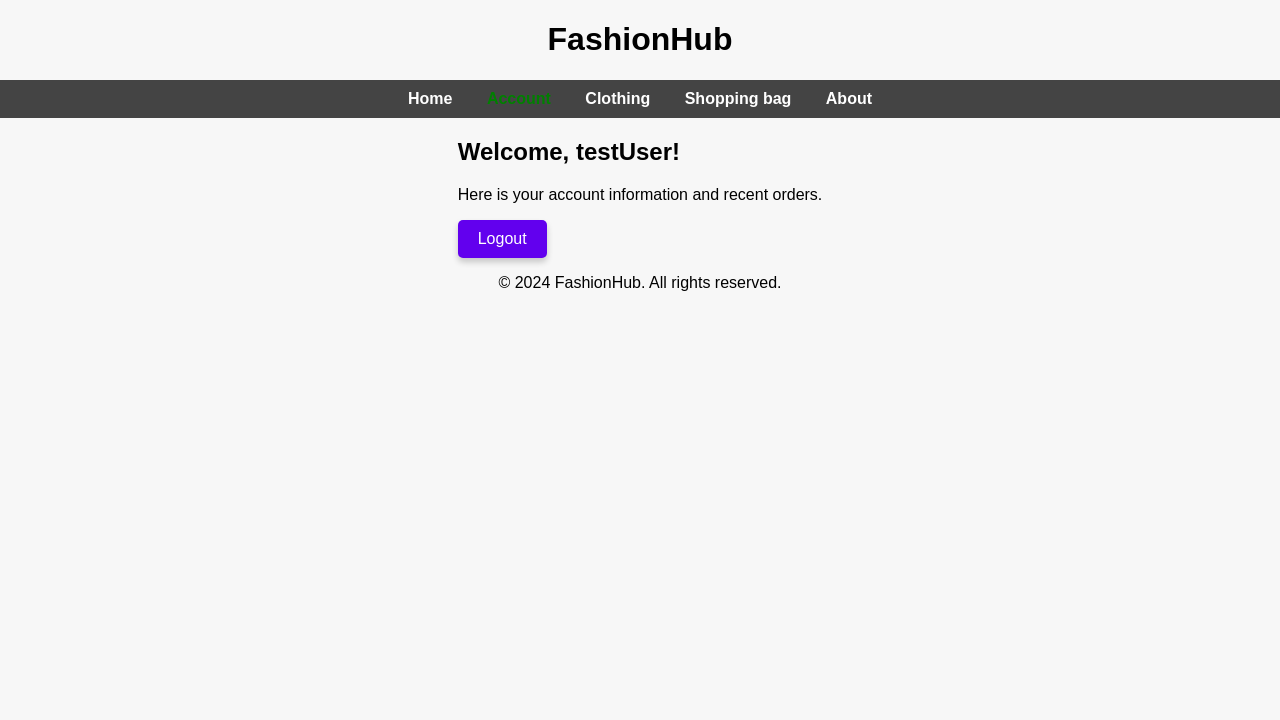 FashionHub
Home Account Clothing Shopping bag About
Welcome, testUser!
Here is your account information and recent orders.
Logout
© 2024 FashionHub. All rights reserved.